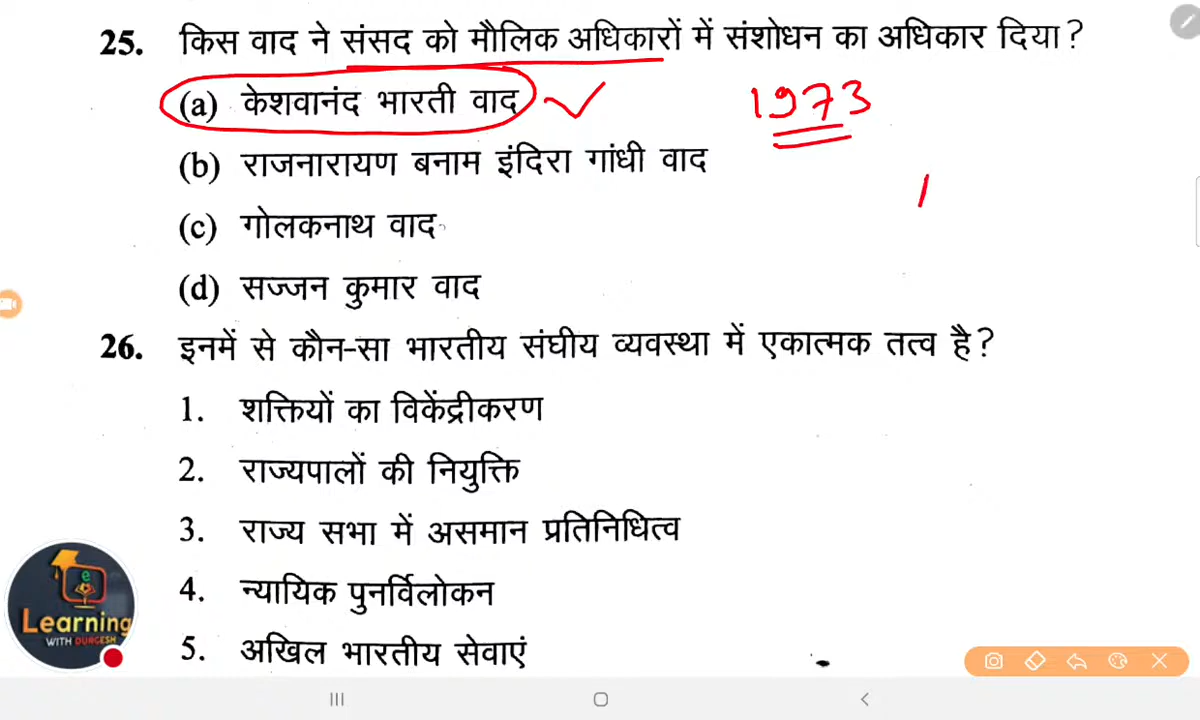 25. किस वाद ने संसद को मौलिक अधिकारों में संशोधन का अधिकार दिया?
(a) केशवानंद भारती वाद
1973
(b) राजनारायण बनाम इंदिरा गांधी वाद
(c) गोलकनाथ वाद
(d) सज्जन कुमार वाद
26. इनमें से कौन-सा भारतीय संघीय व्यवस्था में एकात्मक तत्व है?
1. शक्तियों का विकेंद्रीकरण
2. राज्यपालों की नियुक्ति
3. राज्य सभा में असमान प्रतिनिधित्व
4. न्यायिक पुनर्विलोकन
5. अखिल भारतीय सेवाएं
e
Learning
WITH DURGESH